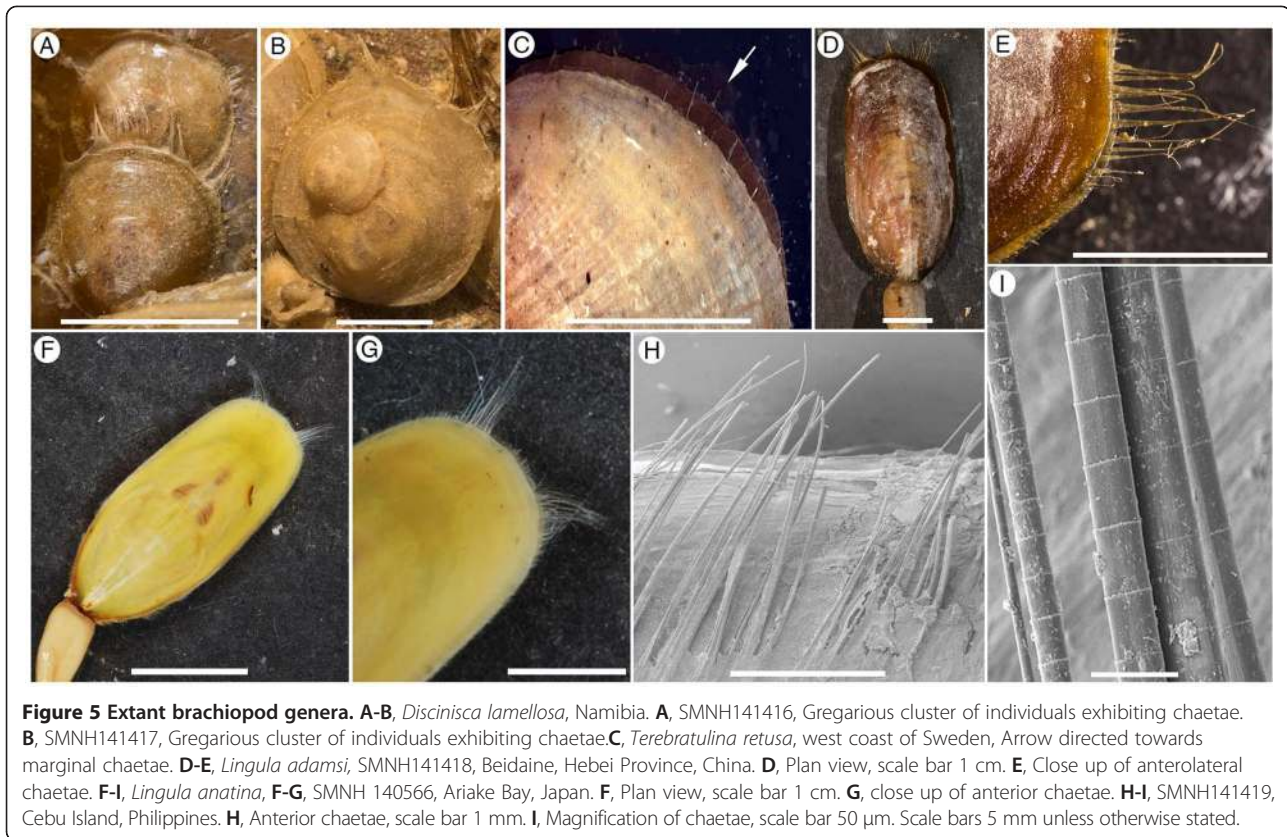 A
B
C
D
E
F
G
H
I
Figure 5 Extant brachiopod genera. A-B, Discinisca lamellosa, Namibia. A, SMNH141416, Gregarious cluster of individuals exhibiting chaetae.
B, SMNH141417, Gregarious cluster of individuals exhibiting chaetae.C, Terebratulina retusa, west coast of Sweden, Arrow directed towards
marginal chaetae. D-E, Lingula adamsi, SMNH141418, Beidaine, Hebei Province, China. D, Plan view, scale bar 1 cm. E, Close up of anterolateral
chaetae. F-I, Lingula anatina, F-G, SMNH 140566, Ariake Bay, Japan. F, Plan view, scale bar 1 cm. G, close up of anterior chaetae. H-I, SMNH141419,
Cebu Island, Philippines. H, Anterior chaetae, scale bar 1 mm. I, Magnification of chaetae, scale bar 50 μm. Scale bars 5 mm unless otherwise stated.